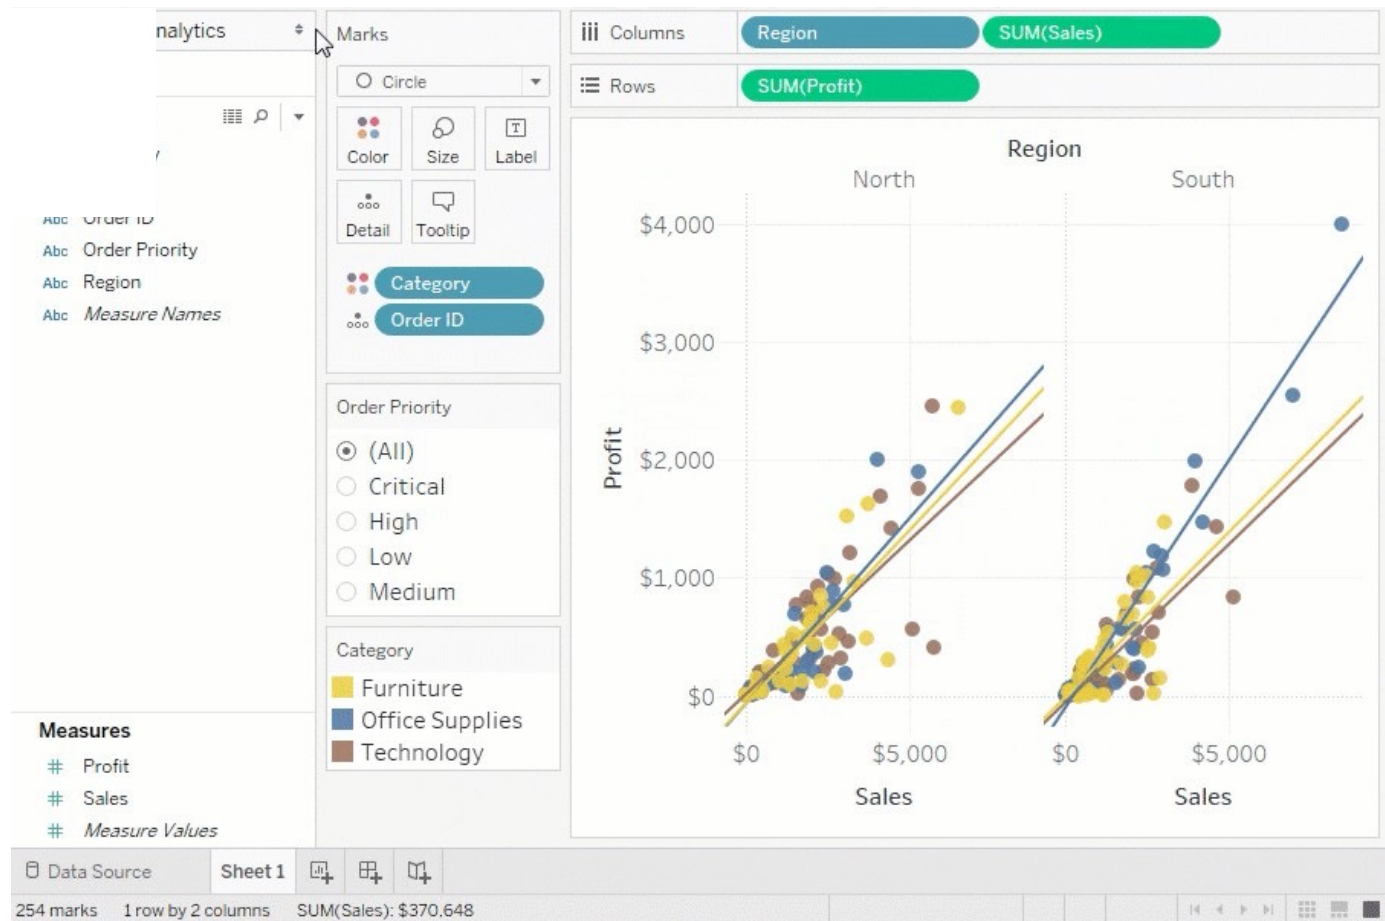 nalytics
Abc Order ID
Abc Order Priority
Abc Region
Abc Measure Names
Measures
# Profit
# Sales
# Measure Values
Marks
Circle
Color Size Label
Detail Tooltip
Category
Order ID
Order Priority
(All)
Critical
High
Low
Medium
Category
Furniture
Office Supplies
Technology
Columns Region SUM(Sales)
Rows SUM(Profit)
Region
North South
Profit
$4,000
$3,000
$2,000
$1,000
$0
$0 $5,000 $0 $5,000
Sales Sales
Data Source Sheet 1
254 marks 1 row by 2 columns SUM(Sales): $370,648